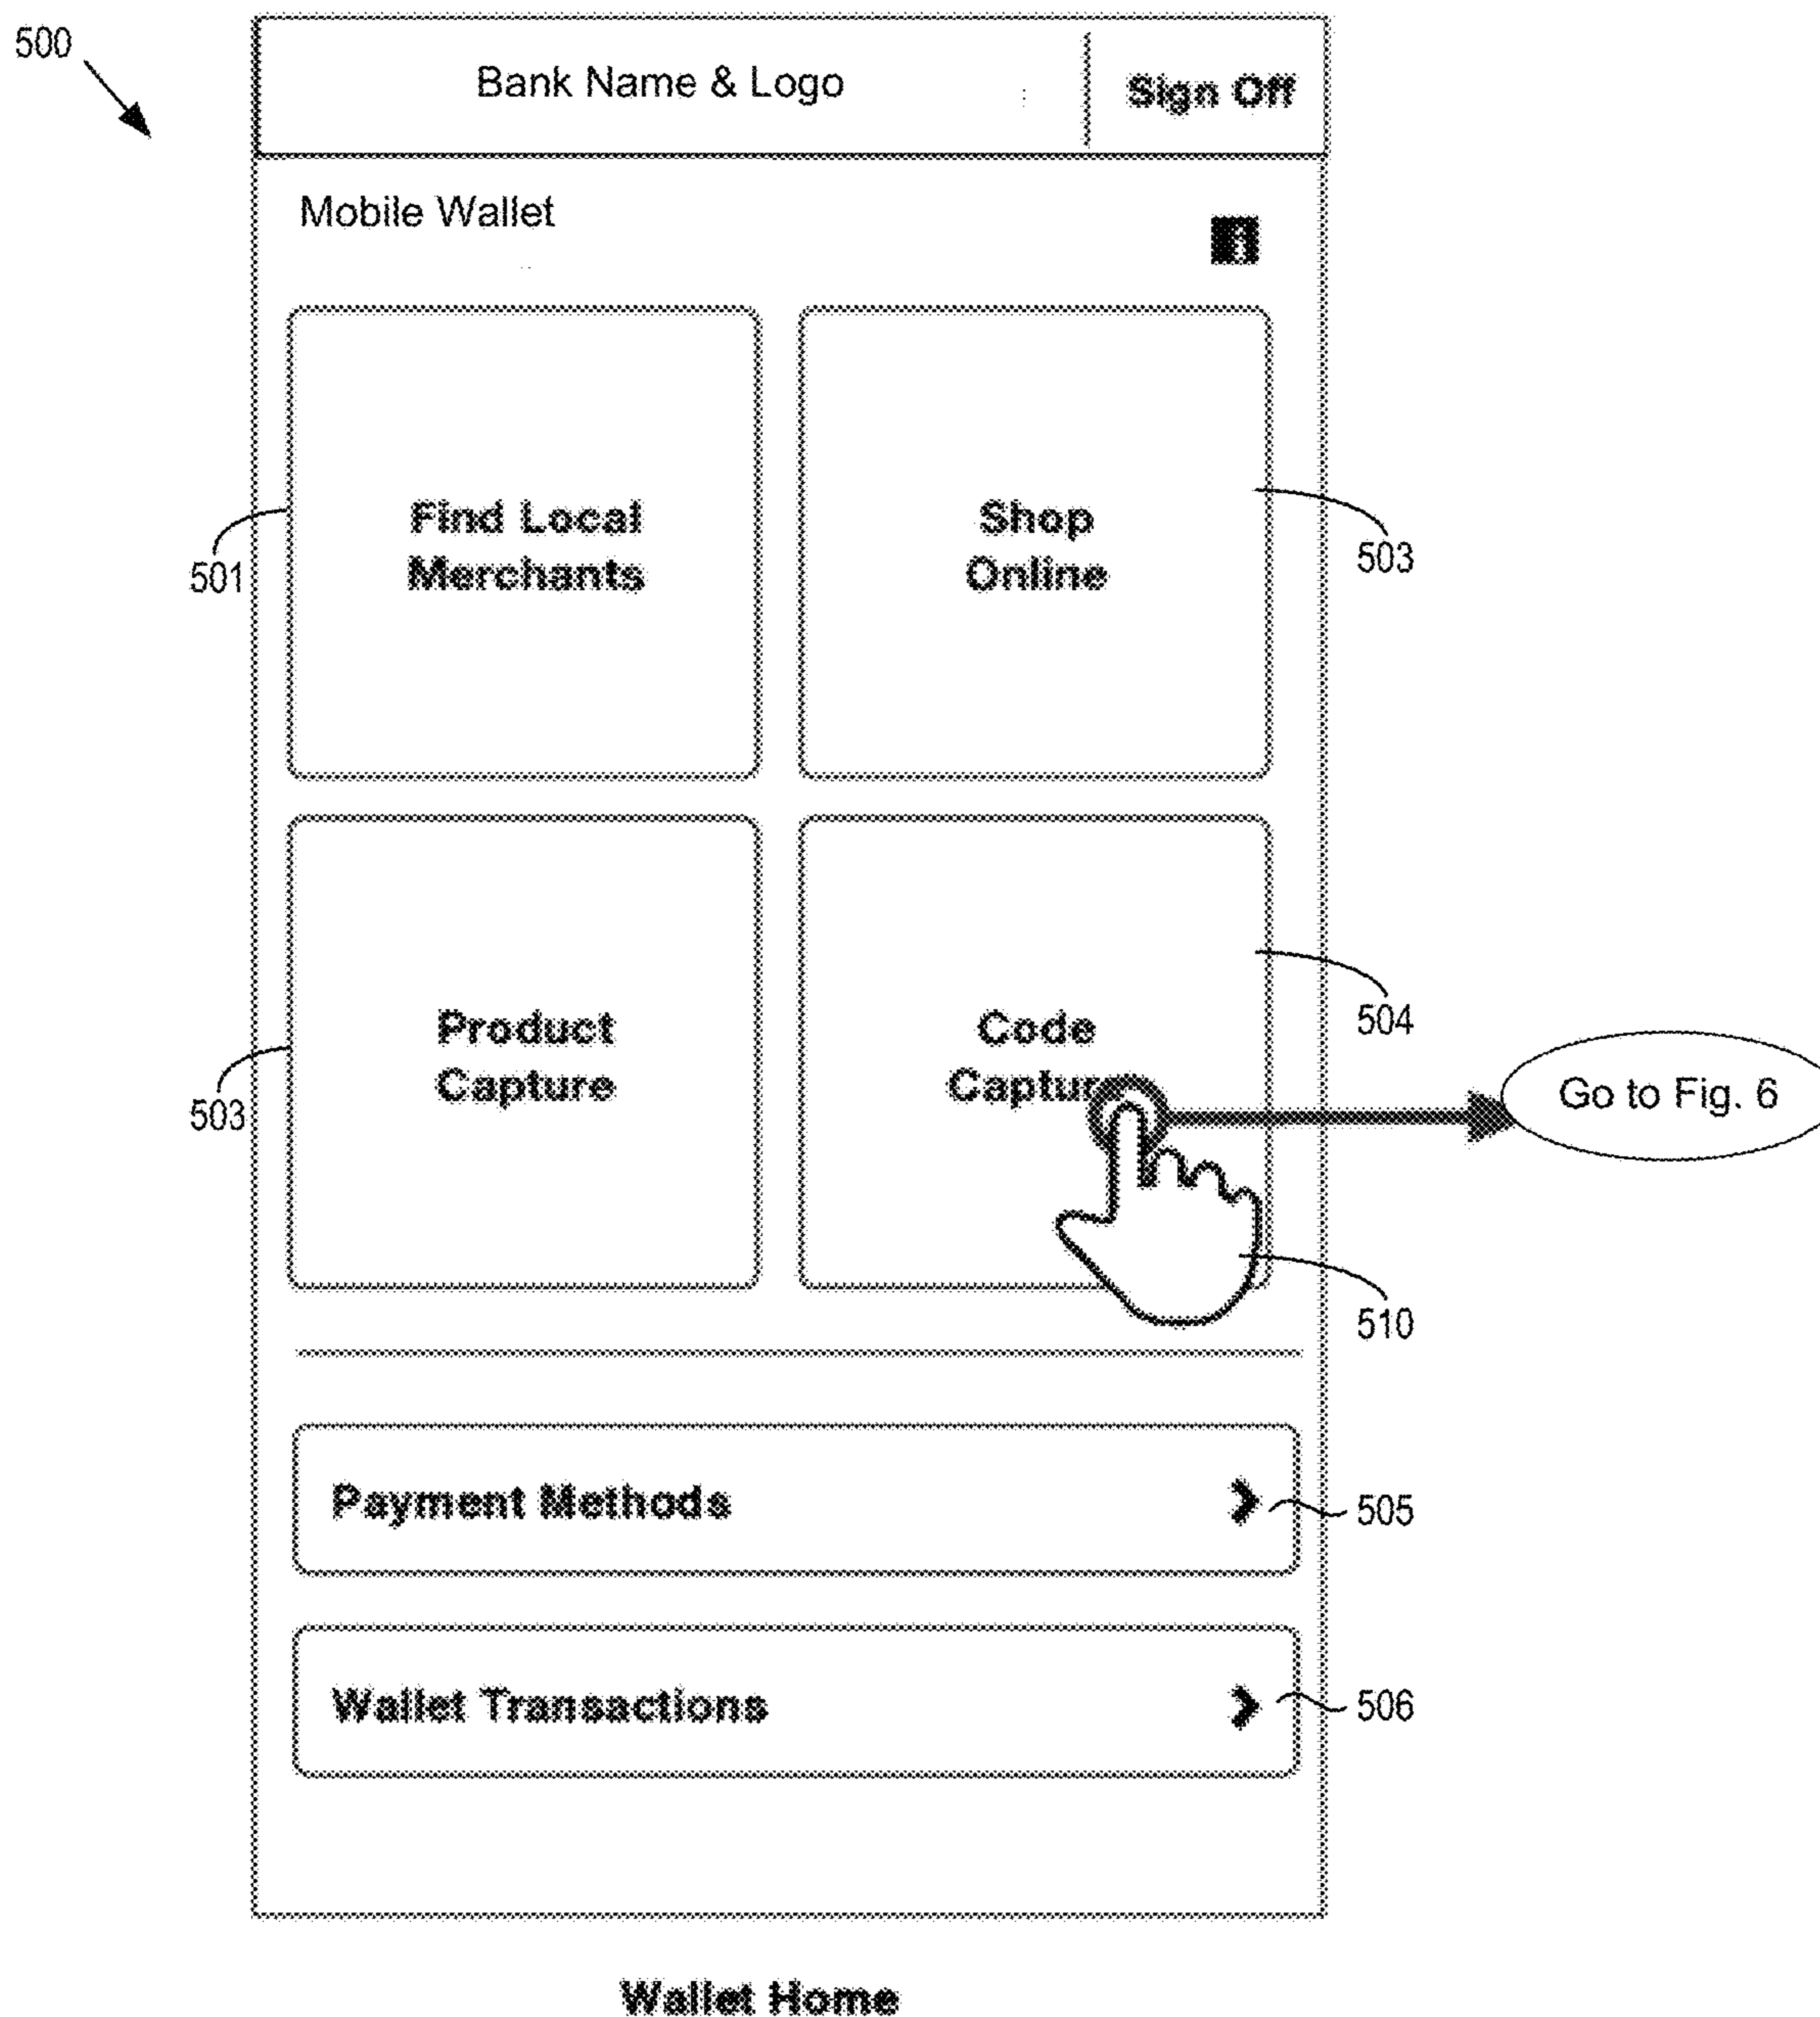 500
Bank Name & Logo
Sign Off
Mobile Wallet
i
Find Local
Merchants
501
Shop
Online
503
Product
Capture
503
Code
Capture
504
Go to Fig. 6
510
Payment Methods
505
Wallet Transactions
506
Wallet Home